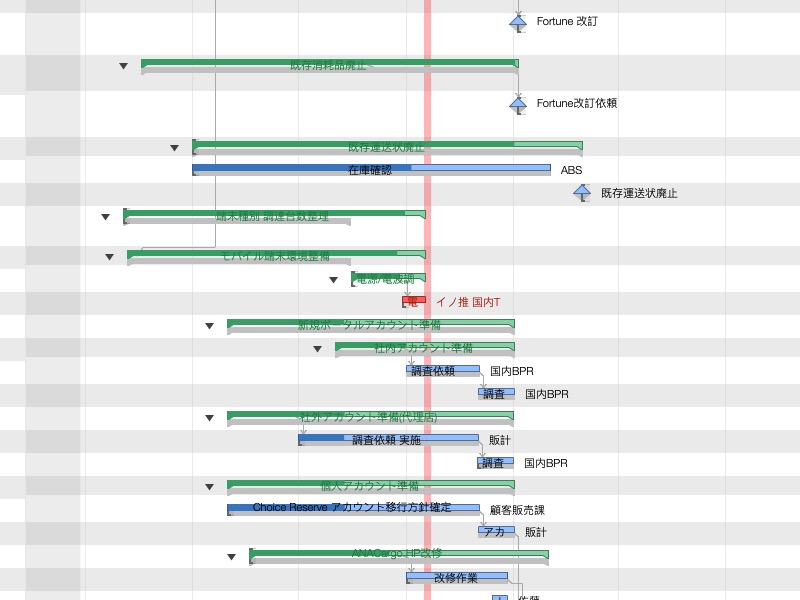 Fortune 改訂
既存消耗品廃止
Fortune改訂依頼
既存運送状廃止
在庫確認 ABS
既存運送状廃止
端末種別 調達台数整理
モバイル端末環境整備
電源/電波調
電 イノ推 国内T
新規ポータルアカウント準備
社内アカウント準備
調査依頼 国内BPR
調査 国内BPR
社外アカウント準備(代理店)
調査依頼 実施 販計
調査 国内BPR
個人アカウント準備
Choice Reserve アカウント移行方針確定 顧客販売課
アカ 販計
ANACargo HP改修
改修作業